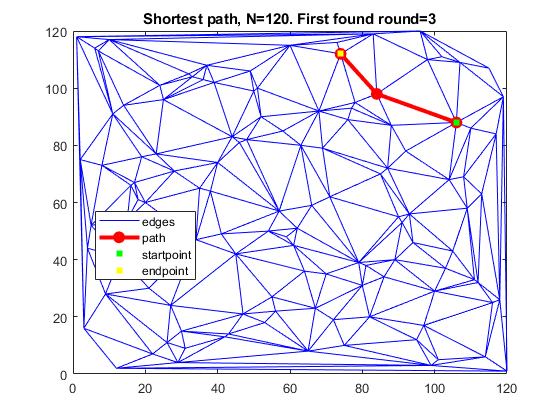 Shortest path, N=120. First found round=3
120
100
80
60
40
20
0
edges
path
startpoint
endpoint
0 20 40 60 80 100 120